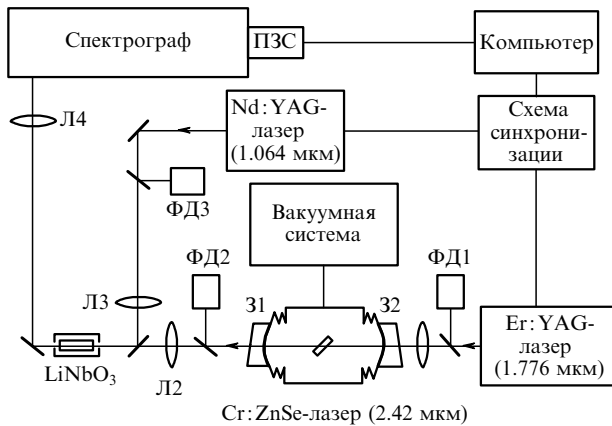 Спектрограф
ПЗС
Компьютер
Л4
Nd : YAG-
лазер
(1.064 мкм)
Схема
синхрони-
зации
ФД3
Вакуумная
система
ФД2
ФД1
Л3
З1
З2
Er : YAG-
лазер
(1.776 мкм)
LiNbO₃
Л2
Cr : ZnSe-лазер (2.42 мкм)